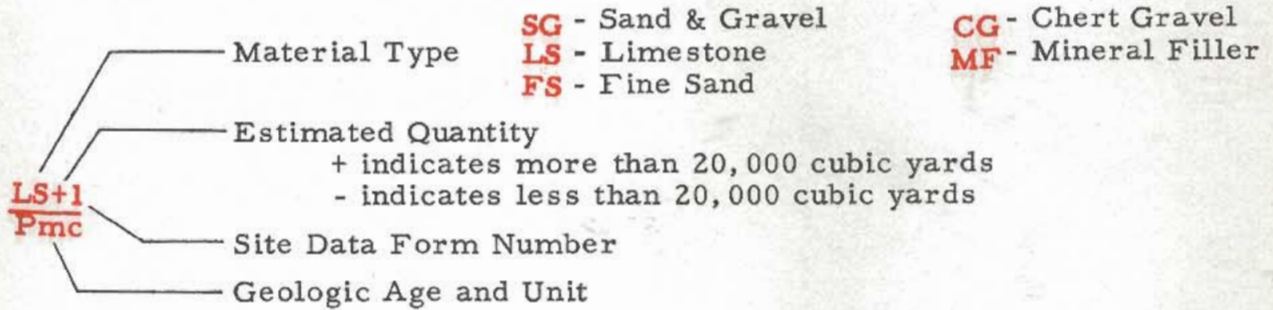 SG - Sand & Gravel CG - Chert Gravel
Material Type LS - Limestone MF - Mineral Filler
FS - Fine Sand
Estimated Quantity
+ indicates more than 20,000 cubic yards
- indicates less than 20,000 cubic yards
LS+1
Pmc
Site Data Form Number
Geologic Age and Unit